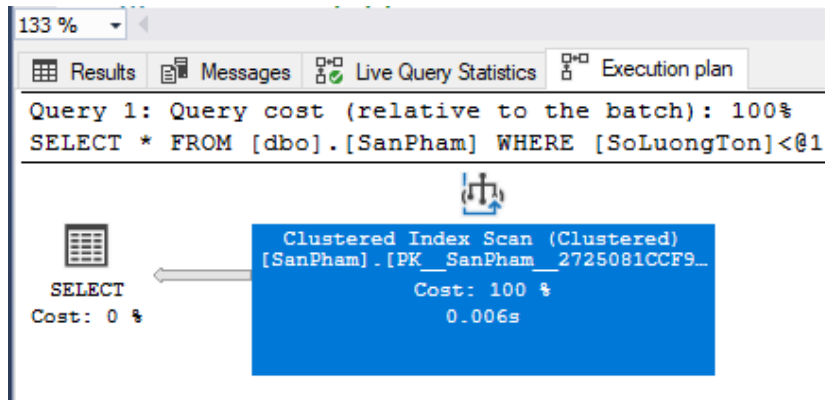 133 %
Results Messages Live Query Statistics Execution plan
Query 1: Query cost (relative to the batch): 100%
SELECT * FROM [dbo].[SanPham] WHERE [SoLuongTon]<@1
Clustered Index Scan (Clustered)
[SanPham].[PK__SanPham__2725081CCF9…
SELECT
Cost: 0 %
Cost: 100 %
0.006s